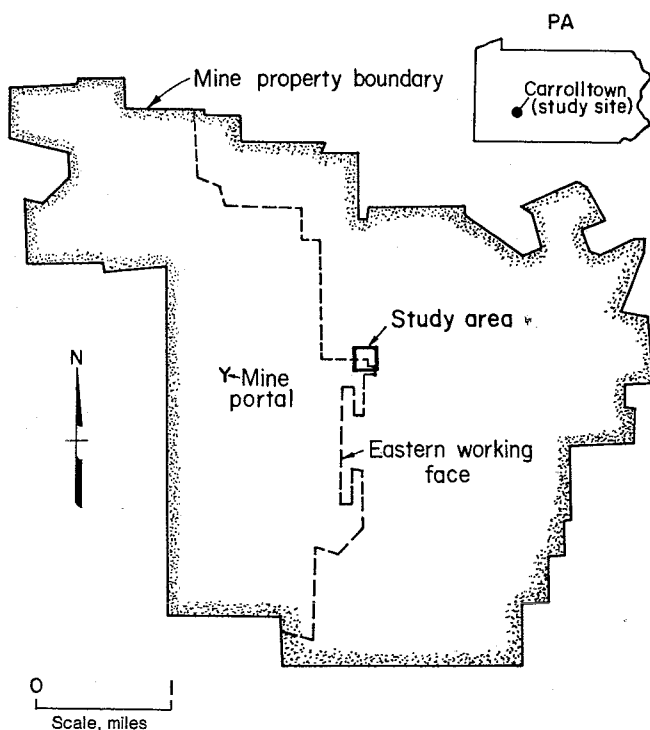 PA
Mine property boundary
Carrolltown
(study site)
Study area
N
Y
Mine
portal
Eastern working
face
0 1
Scale, miles